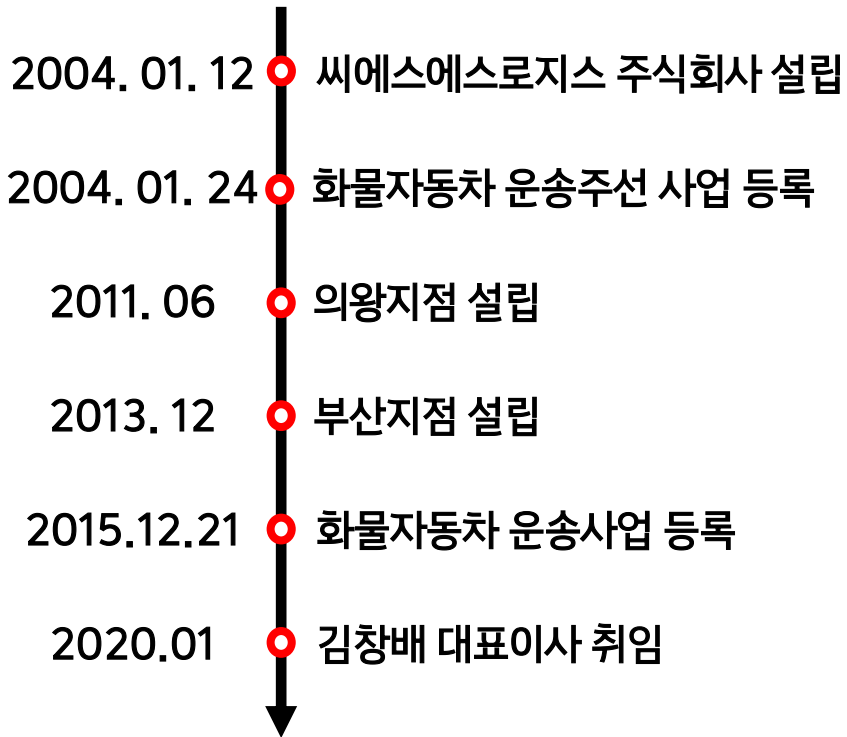 2004. 01. 12 씨에스에스로지스 주식회사 설립
2004. 01. 24 화물자동차 운송주선 사업 등록
2011. 06 의왕지점 설립
2013. 12 부산지점 설립
2015.12.21 화물자동차 운송사업 등록
2020.01 김창배 대표이사 취임